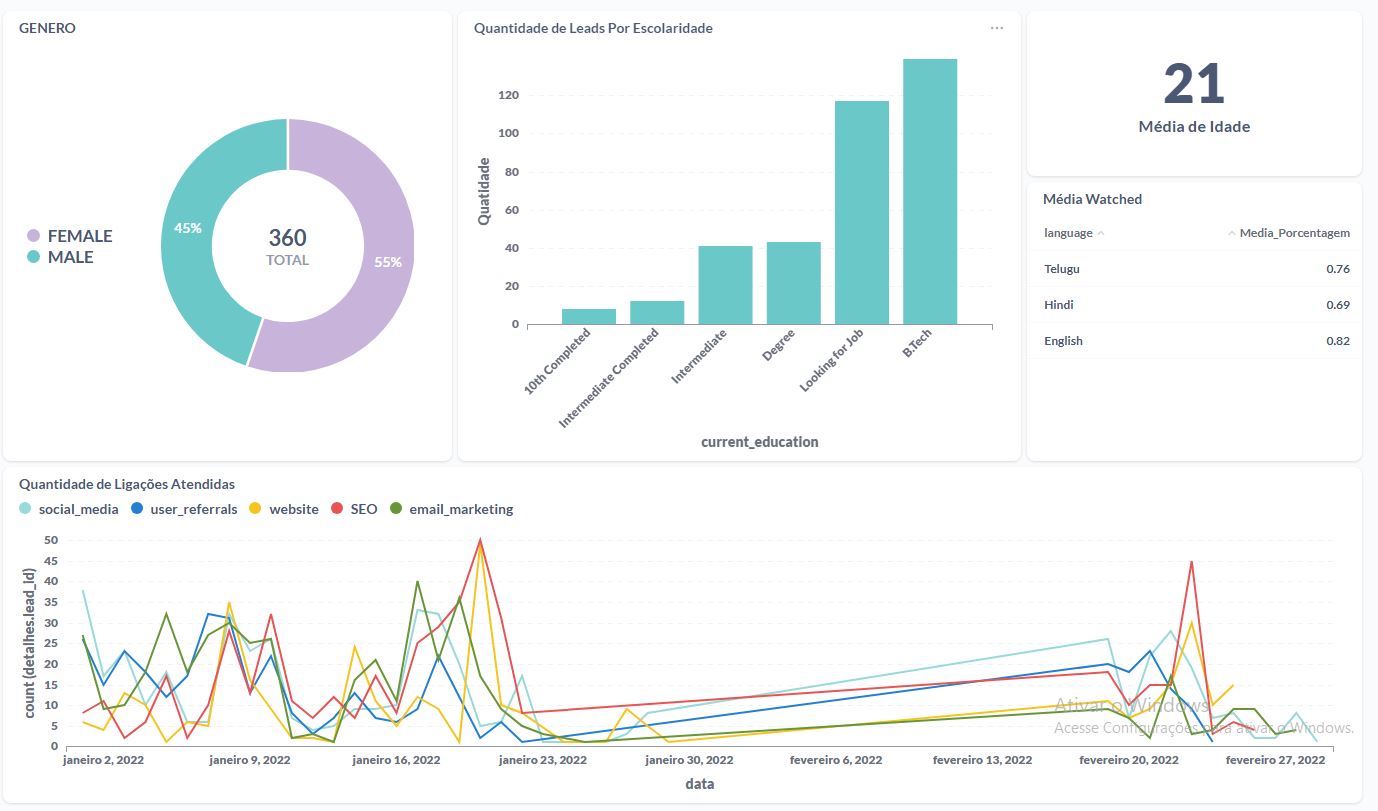 GENERO
FEMALE
MALE
45%
55%
360
TOTAL
Quantidade de Leads Por Escolaridade
...
Quatidade
120
100
80
60
40
20
0
10th Completed
Intermediate Completed
Intermediate
Degree
Looking for Job
B.Tech
current_education
21
Média de Idade
Média Watched
language Media_Porcentagem
Telugu 0.76
Hindi 0.69
English 0.82
Quantidade de Ligações Atendidas
social_media user_referrals website SEO email_marketing
count (detalhes.lead_id)
50
45
40
35
30
25
20
15
10
5
0
janeiro 2, 2022 janeiro 9, 2022 janeiro 16, 2022 janeiro 23, 2022 janeiro 30, 2022 fevereiro 6, 2022 fevereiro 13, 2022 fevereiro 20, 2022 fevereiro 27, 2022
data
Ativar o Windows
Acesse Configurações para ativar o Windows.